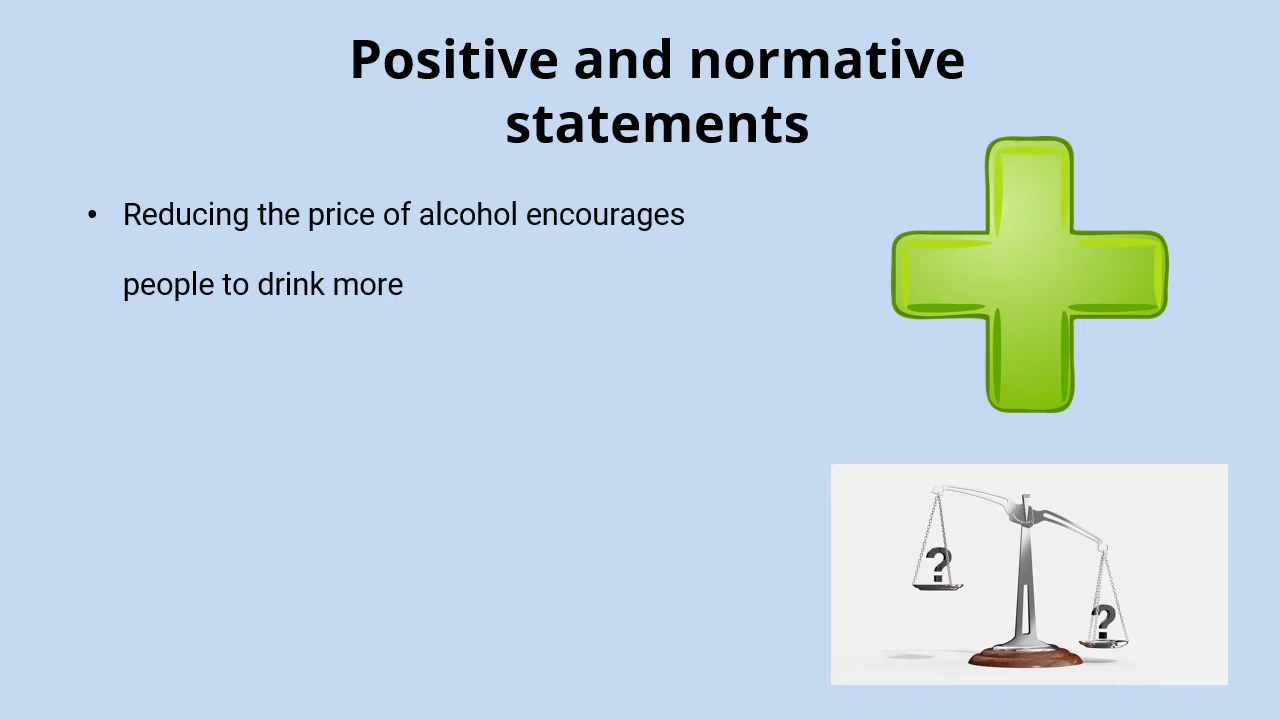 Positive and normative
statements
• Reducing the price of alcohol encourages
people to drink more
?
?